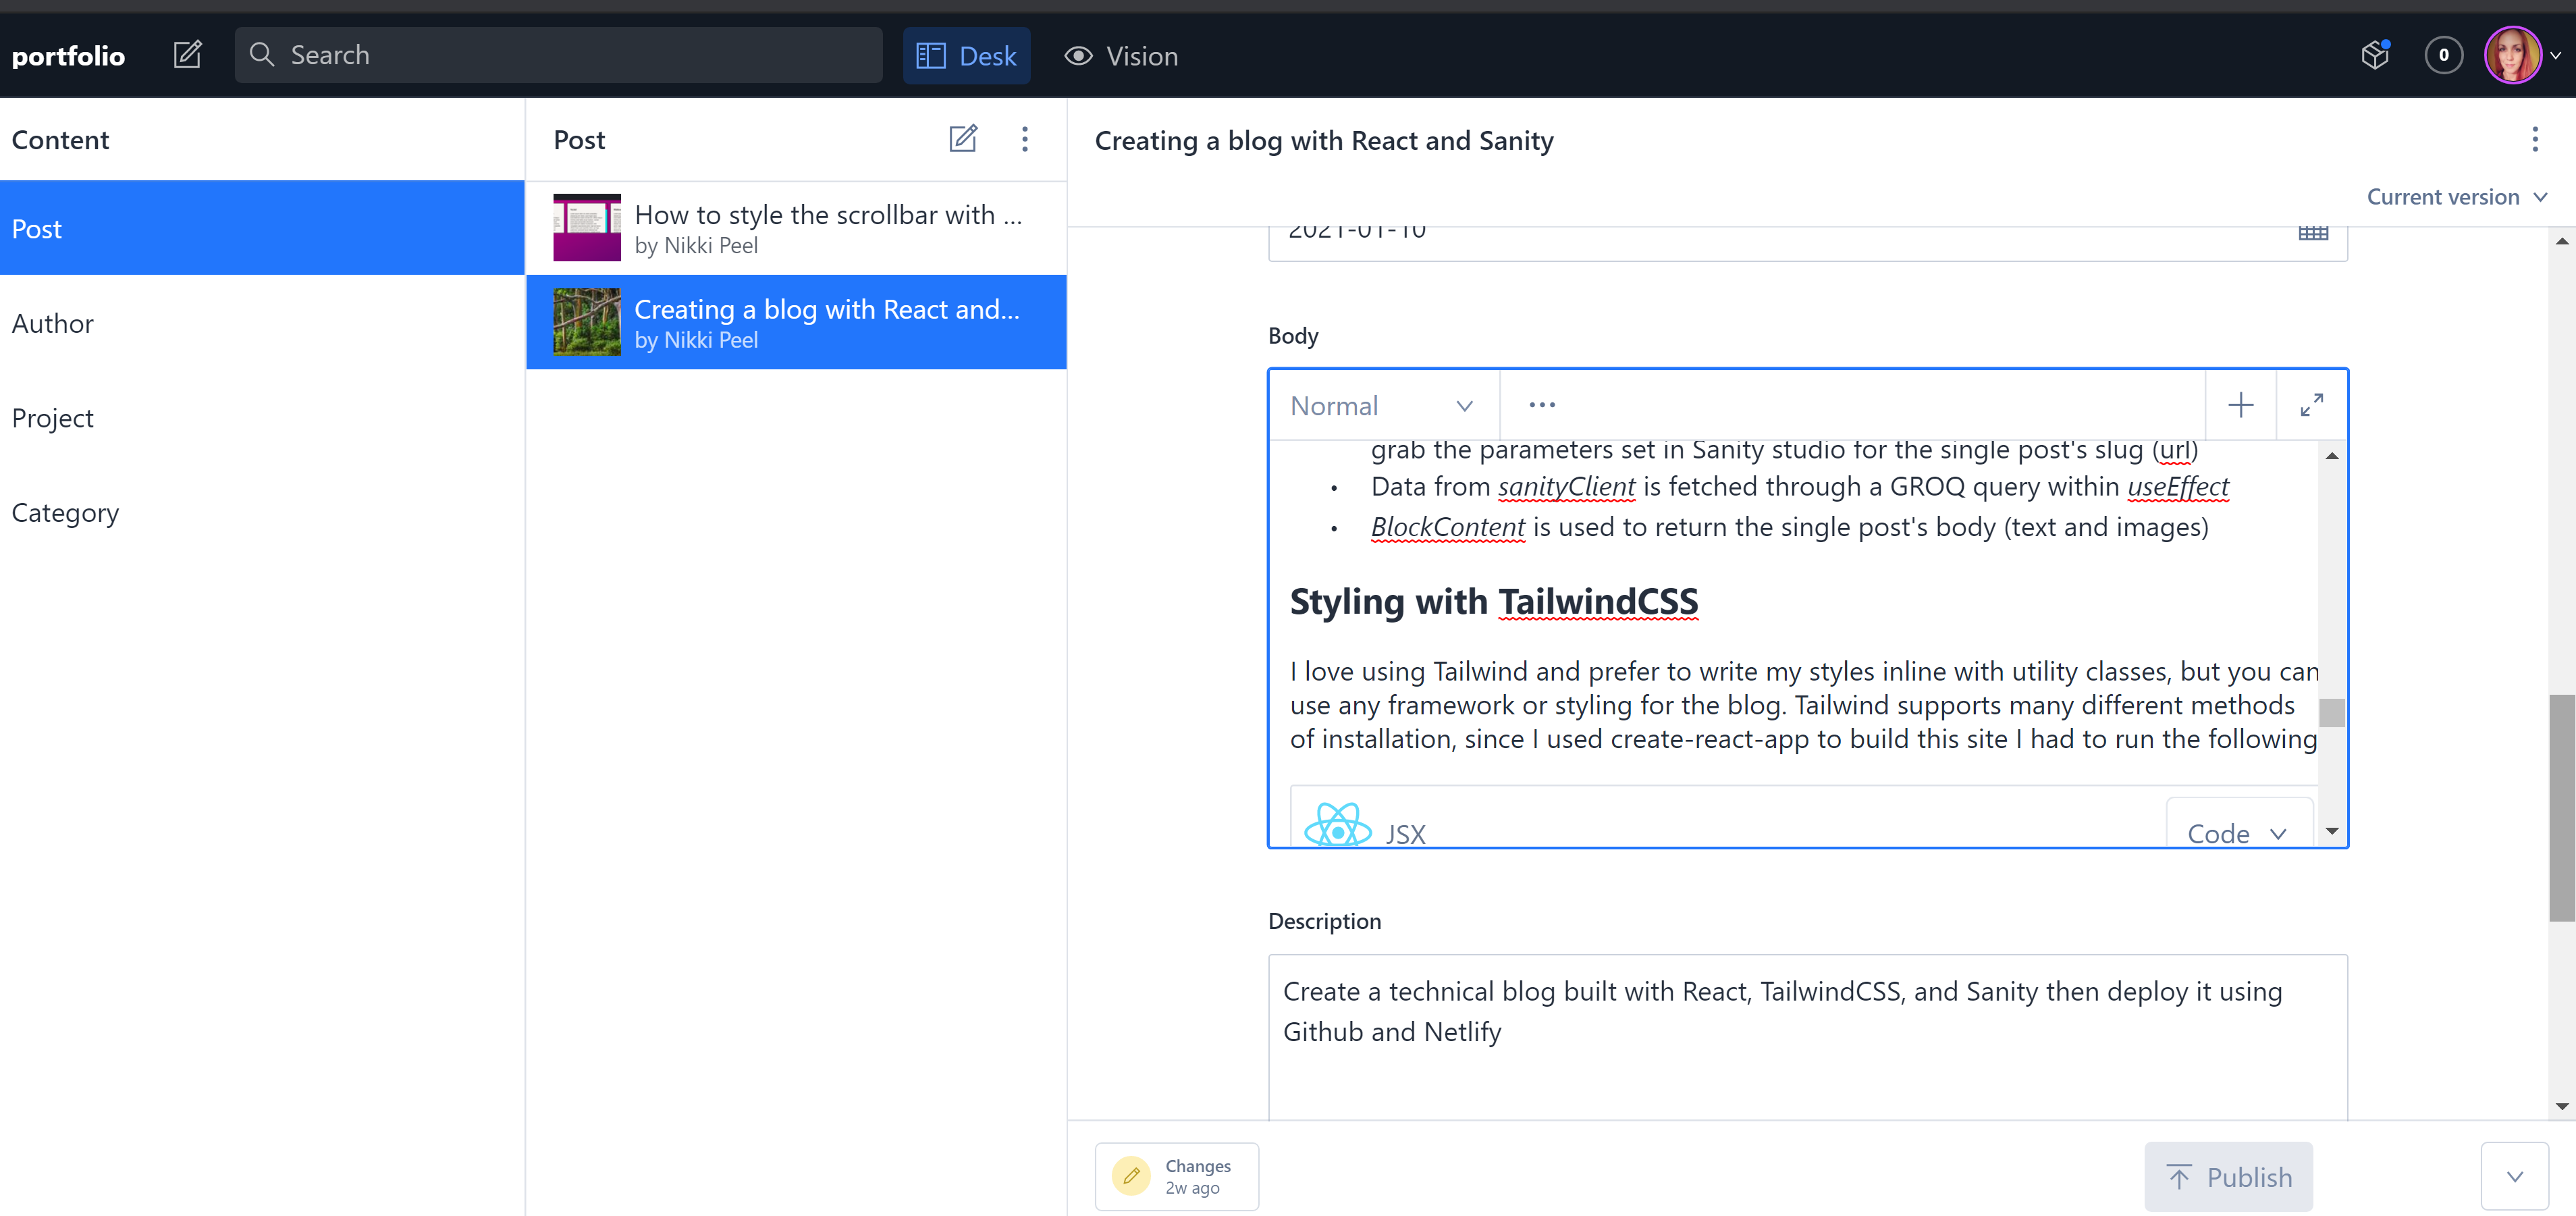 portfolio
Search
Desk
Vision
0
Content
Post
Author
Project
Category
Post
How to style the scrollbar with ...
by Nikki Peel
Creating a blog with React and...
by Nikki Peel
Creating a blog with React and Sanity
Current version
2021-01-10
Body
Normal
grab the parameters set in Sanity studio for the single post's slug (url)
• Data from sanityClient is fetched through a GROQ query within useEffect
• BlockContent is used to return the single post's body (text and images)
Styling with TailwindCSS
I love using Tailwind and prefer to write my styles inline with utility classes, but you can
use any framework or styling for the blog. Tailwind supports many different methods
of installation, since I used create-react-app to build this site I had to run the following
JSX
Code
Description
Create a technical blog built with React, TailwindCSS, and Sanity then deploy it using
Github and Netlify
Changes
2w ago
Publish